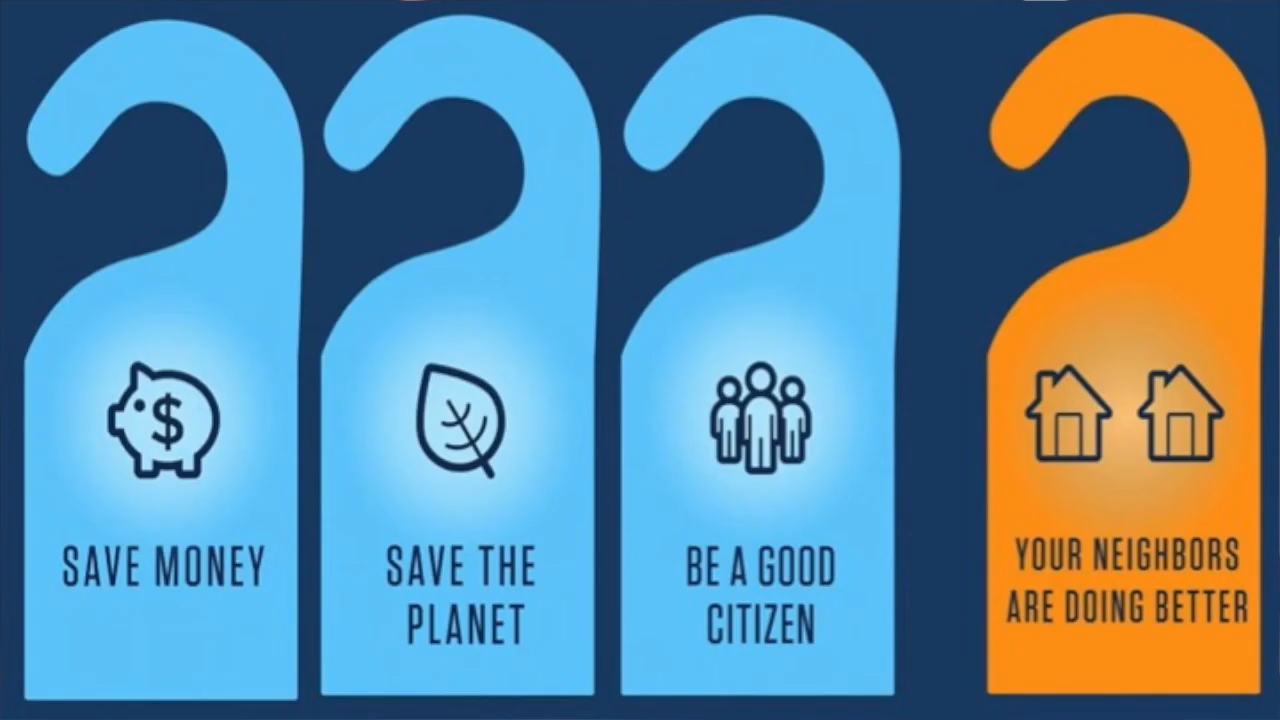 $
SAVE MONEY
SAVE THE
PLANET
BE A GOOD
CITIZEN
YOUR NEIGHBORS
ARE DOING BETTER